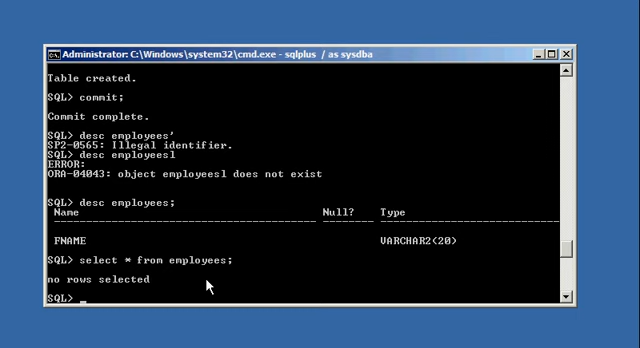 Administrator: C:\Windows\system32\cmd.exe - sqlplus / as sysdba
Table created.
SQL> commit;
Commit complete.
SQL> desc employees'
SP2-0565: Illegal identifier.
SQL> desc employeesl
ERROR:
ORA-04043: object employeesl does not exist
SQL> desc employees;
Name Null? Type
FNAME VARCHAR2(20)
SQL> select * from employees;
no rows selected
SQL> _